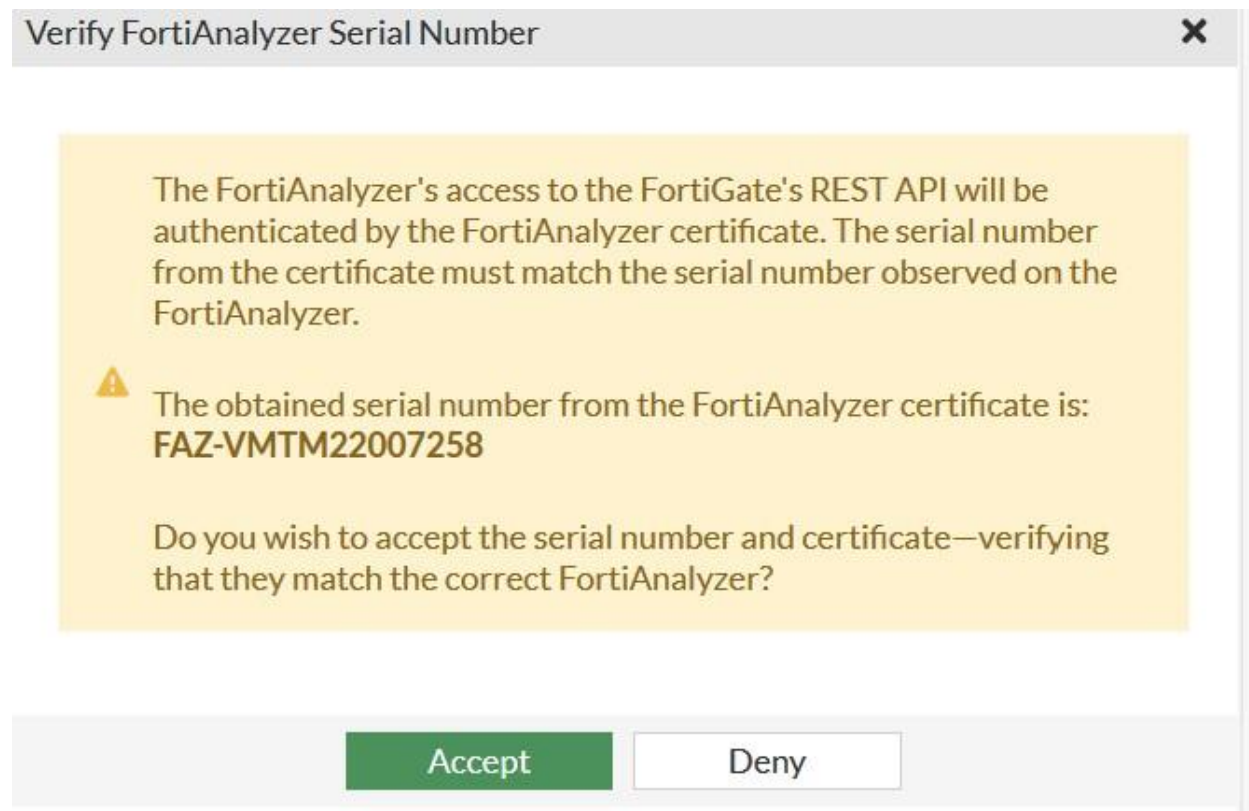 Verify FortiAnalyzer Serial Number
The FortiAnalyzer's access to the FortiGate's REST API will be
authenticated by the FortiAnalyzer certificate. The serial number
from the certificate must match the serial number observed on the
FortiAnalyzer.
The obtained serial number from the FortiAnalyzer certificate is:
FAZ-VMTM22007258
Do you wish to accept the serial number and certificate—verifying
that they match the correct FortiAnalyzer?
Accept Deny